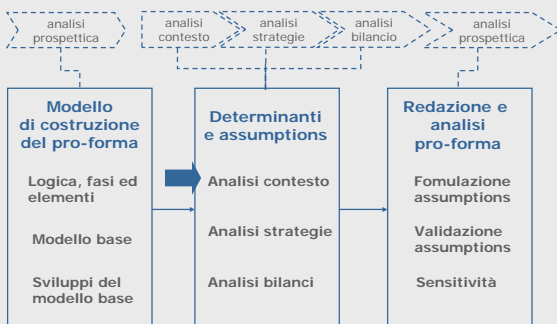 analisi
prospettica
analisi
contesto
analisi
strategie
analisi
bilancio
analisi
prospettica
Modello
di costruzione
del pro-forma
Logica, fasi ed
elementi
Modello base
Sviluppi del
modello base
Determinanti
e assumptions
Analisi contesto
Analisi strategie
Analisi bilanci
Redazione e
analisi
pro-forma
Fomulazione
assumptions
Validazione
assumptions
Sensitività